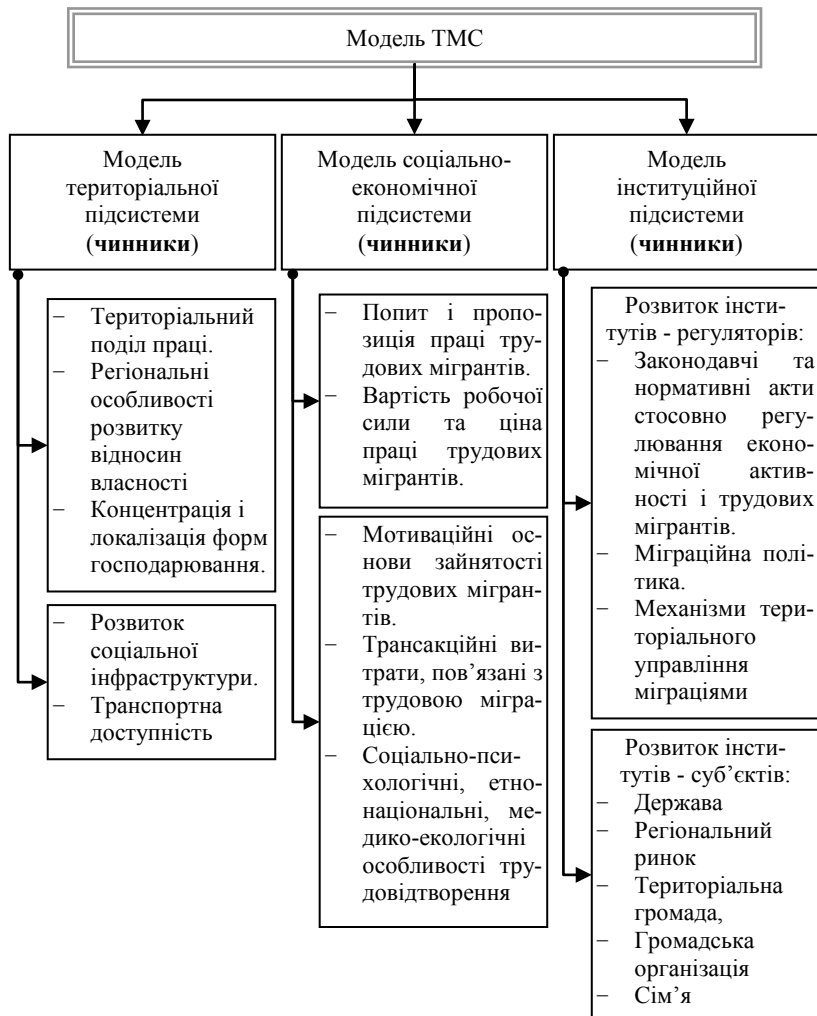 Модель ТМС
Модель
територіальної
підсистеми
(чинники)
Модель соціально-
економічної
підсистеми
(чинники)
Модель
інституційної
підсистеми
(чинники)
– Територіальний
поділ праці.
– Регіональні
особливості
розвитку
відносин
власності
– Концентрація і
локалізація форм
господарювання.
– Розвиток
соціальної
інфраструктури.
– Транспортна
доступність
– Попит і пропо-
зиція праці тру-
дових мігрантів.
– Вартість робочої
сили та ціна
праці трудових
мігрантів.
– Мотиваційні ос-
нови зайнятості
трудових мігран-
тів.
– Трансакційні ви-
трати, пов’язані з
трудовою мігра-
цією.
– Соціально-пси-
хологічні, етно-
національні, ме-
дико-екологічні
особливості тру-
довідтворення
Розвиток інсти-
тутів - регуляторів:
– Законодавчі та
нормативні акти
стосовно регу-
лювання еконо-
мічної актив-
ності і трудових
мігрантів.
– Міграційна полі-
тика.
– Механізми тери-
торіального
управління
міграціями
Розвиток інсти-
тутів - суб’єктів:
– Держава
– Регіональний
ринок
– Територіальна
громада,
– Громадська
організація
– Сім’я